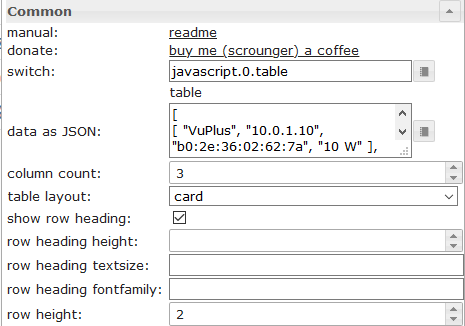 Common
manual: readme
donate: buy me (scrounger) a coffee
switch: javascript.0.table
table
data as JSON: [
[ "VuPlus", "10.0.1.10",
"b0:2e:36:02:62:7a", "10 W" ],
column count: 3
table layout: card
show row heading:
row heading height:
row heading textsize:
row heading fontfamily:
row height: 2